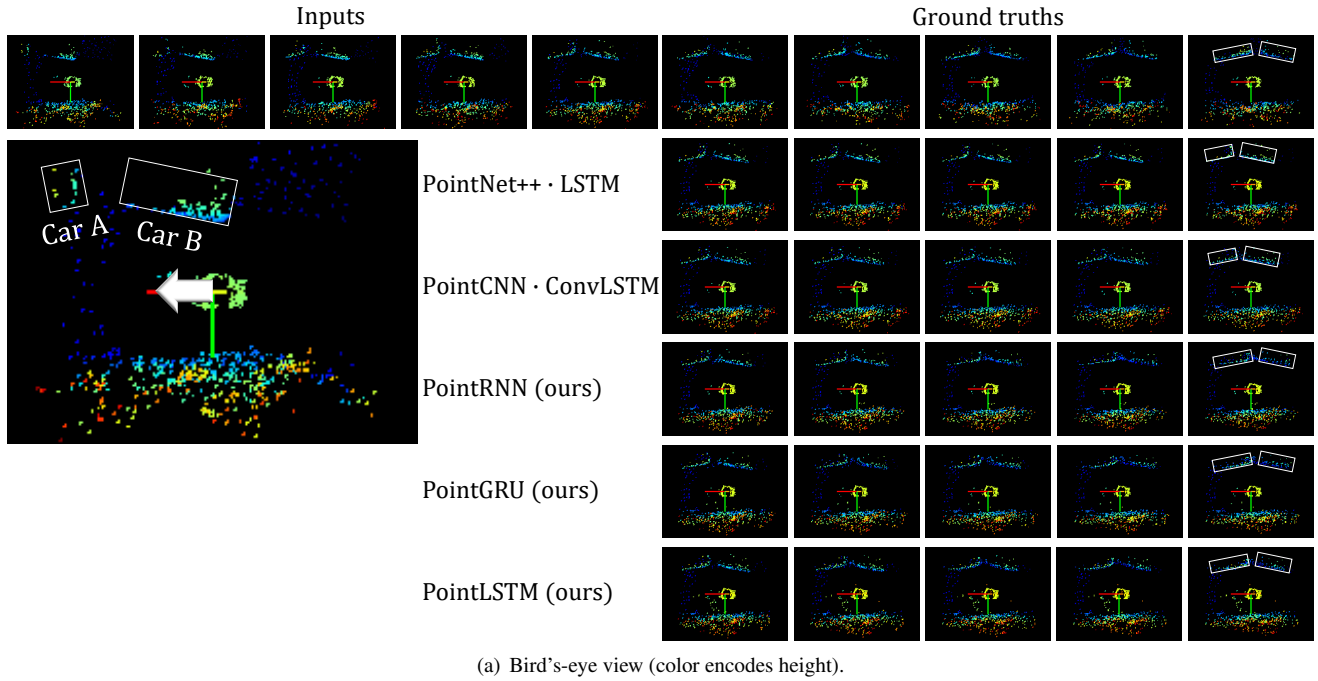 Inputs
Ground truths
Car A
Car B
PointNet++ · LSTM
PointCNN · ConvLSTM
PointRNN (ours)
PointGRU (ours)
PointLSTM (ours)
(a) Bird's-eye view (color encodes height).